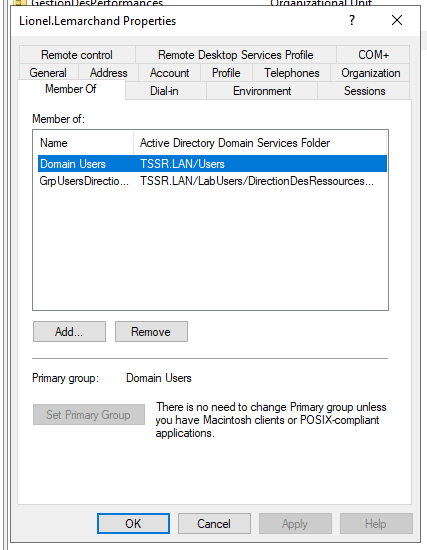 GestionDesPerformances Organizational Unit
Lionel.Lemarchand Properties ?
Remote control Remote Desktop Services Profile COM+
General Address Account Profile Telephones Organization
Member Of Dial-in Environment Sessions
Member of:
Name Active Directory Domain Services Folder
Domain Users TSSR.LAN/Users
GrpUsersDirectio... TSSR.LAN/LabUsers/DirectionDesRessources...
Add... Remove
Primary group: Domain Users
Set Primary Group
There is no need to change Primary group unless
you have Macintosh clients or POSIX-compliant
applications.
OK Cancel Apply Help